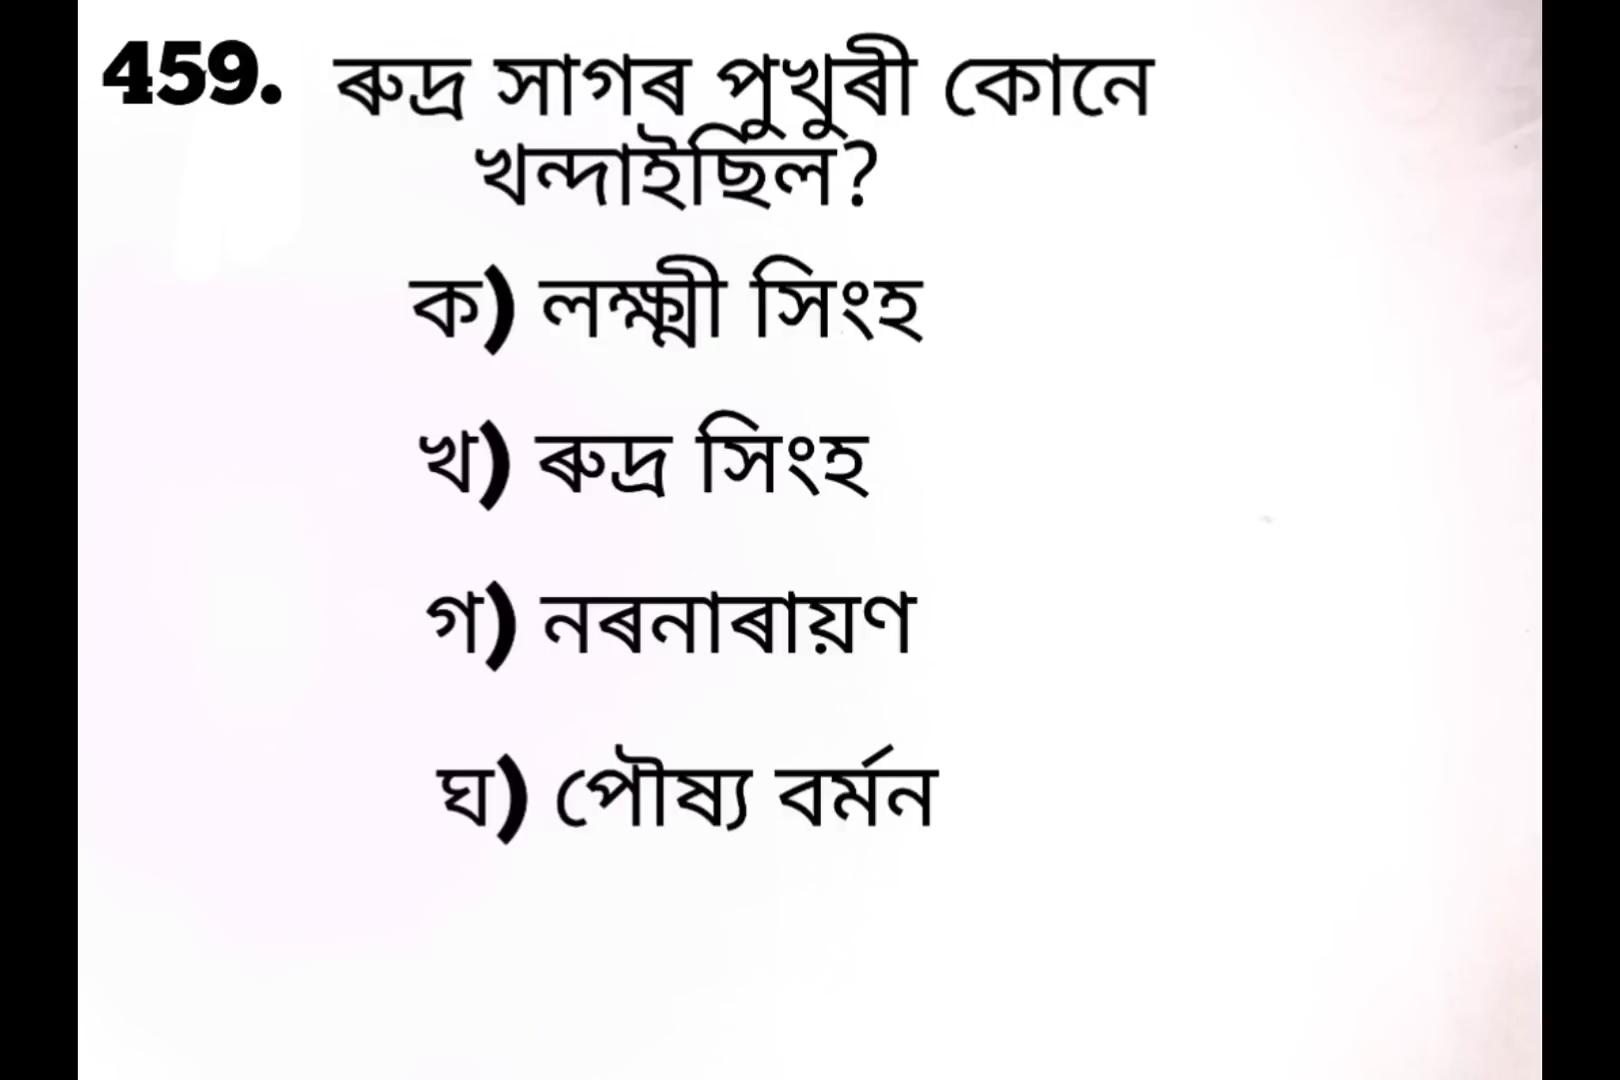 459. ৰুদ্ৰ সাগৰ পুখুৰী কোনে
খন্দাইছিল?
ক) লক্ষ্মী সিংহ
খ) ৰুদ্ৰ সিংহ
গ) নৰনাৰায়ণ
ঘ) পৌষ্য বৰ্মন